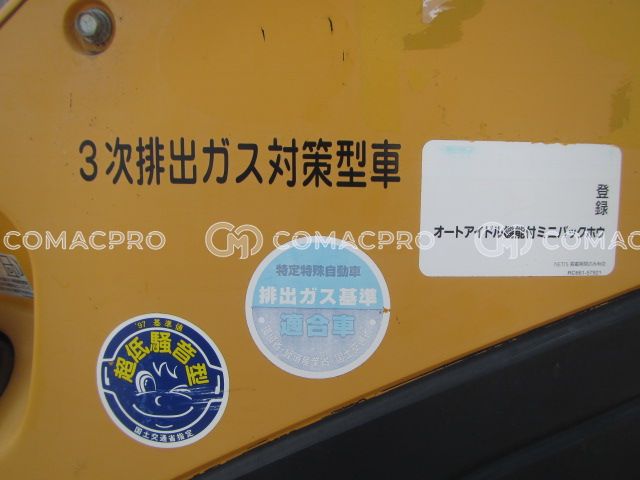 3次排出ガス対策型車
登録
オートアイドル機能付ミニバックホウ
COMACPRO COMACPRO COMACPRO
特定特殊自動車
排出ガス基準
適合車
'97基準値
超低騒音型
国土交通省指定